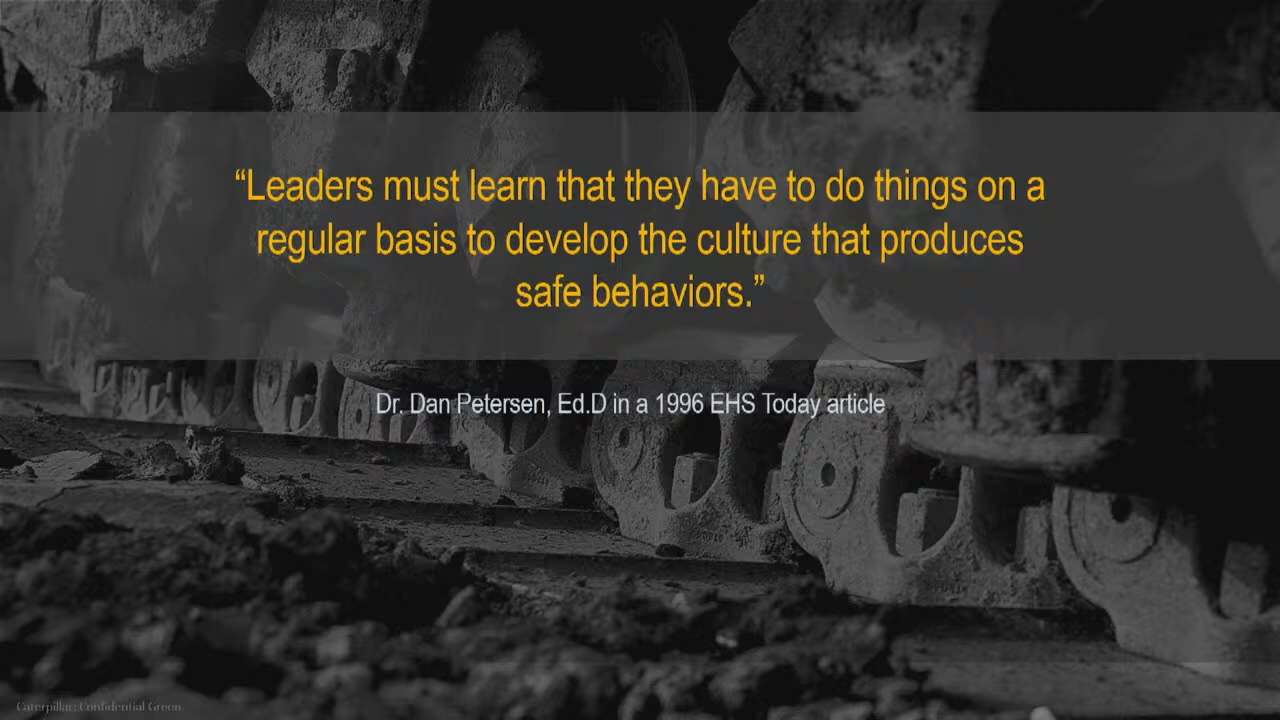 “Leaders must learn that they have to do things on a
regular basis to develop the culture that produces
safe behaviors.”
Dr. Dan Petersen, Ed.D in a 1996 EHS Today article
Caterpillar: Confidential Green